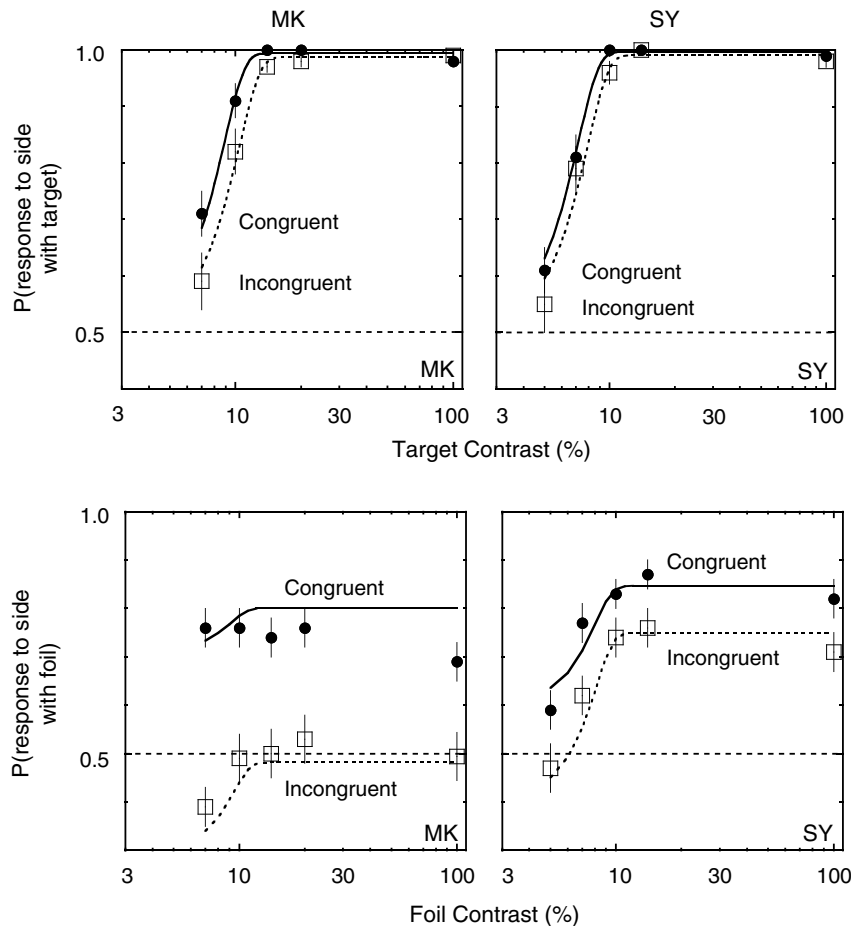 MK SY
P(response to side
with target)
1.0
0.5
Congruent
Incongruent
MK
Congruent
Incongruent
SY
3 10 30 100 3 10 30 100
Target Contrast (%)
P(response to side
with foil)
1.0
0.5
Congruent
Incongruent
MK
Congruent
Incongruent
SY
3 10 30 100 3 10 30 100
Foil Contrast (%)